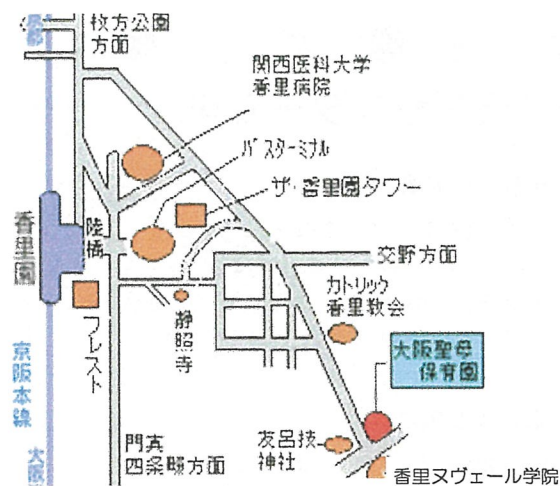 京都
枚方公園
方面
関西医科大学
香里病院
バスターミナル
ザ・香里園タワー
香里園
陸橋
交野方面
カトリック
香里教会
静照寺
フレスト
大阪聖母
保育園
京阪本線
大阪
門真
四条畷方面
友呂岐
神社
香里ヌヴェール学院